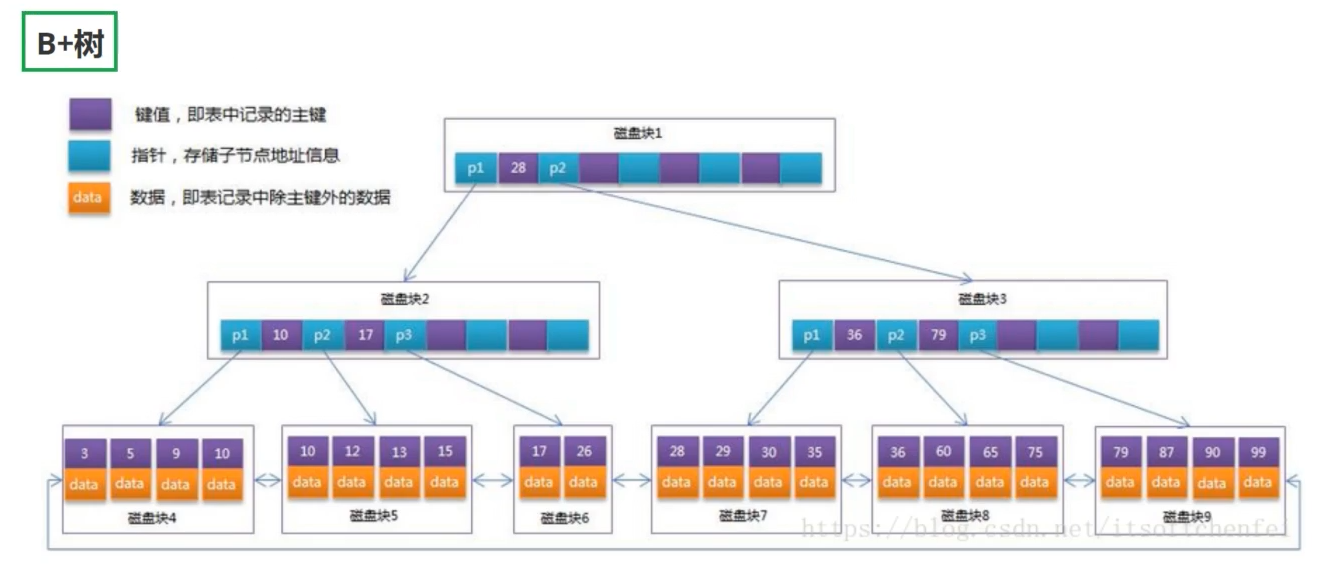 B+树
键值，即表中记录的主键
指针，存储子节点地址信息
data 数据，即表记录中除主键外的数据
磁盘块1
p1 28 p2
磁盘块2
磁盘块3
p1 10 p2 17 p3
p1 36 p2 79 p3
3 5 9 10
data data data data
磁盘块4
10 12 13 15
data data data data
磁盘块5
17 26
data data
磁盘块6
28 29 30 35
data data data data
磁盘块7
36 60 65 75
data data data data
磁盘块8
79 87 90 99
data data data data
磁盘块9
https://blog.csdn.net/itsoftchenfei